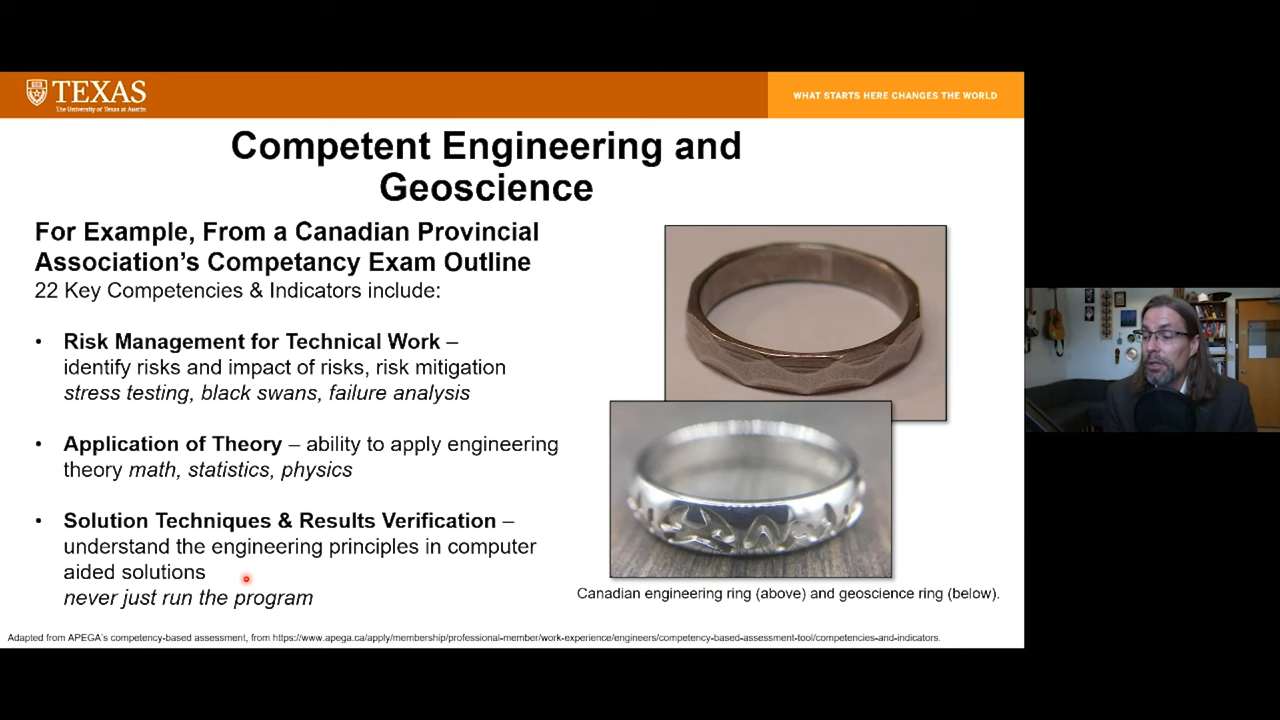 TEXAS
The University of Texas at Austin
WHAT STARTS HERE CHANGES THE WORLD
Competent Engineering and
Geoscience
For Example, From a Canadian Provincial
Association's Competancy Exam Outline
22 Key Competencies & Indicators include:
• Risk Management for Technical Work –
identify risks and impact of risks, risk mitigation
stress testing, black swans, failure analysis
• Application of Theory – ability to apply engineering
theory math, statistics, physics
• Solution Techniques & Results Verification –
understand the engineering principles in computer
aided solutions
never just run the program
Canadian engineering ring (above) and geoscience ring (below).
Adapted from APEGA's competency-based assessment, from https://www.apega.ca/apply/membership/professional-member/work-experience/engineers/competency-based-assessment-tool/competencies-and-indicators.